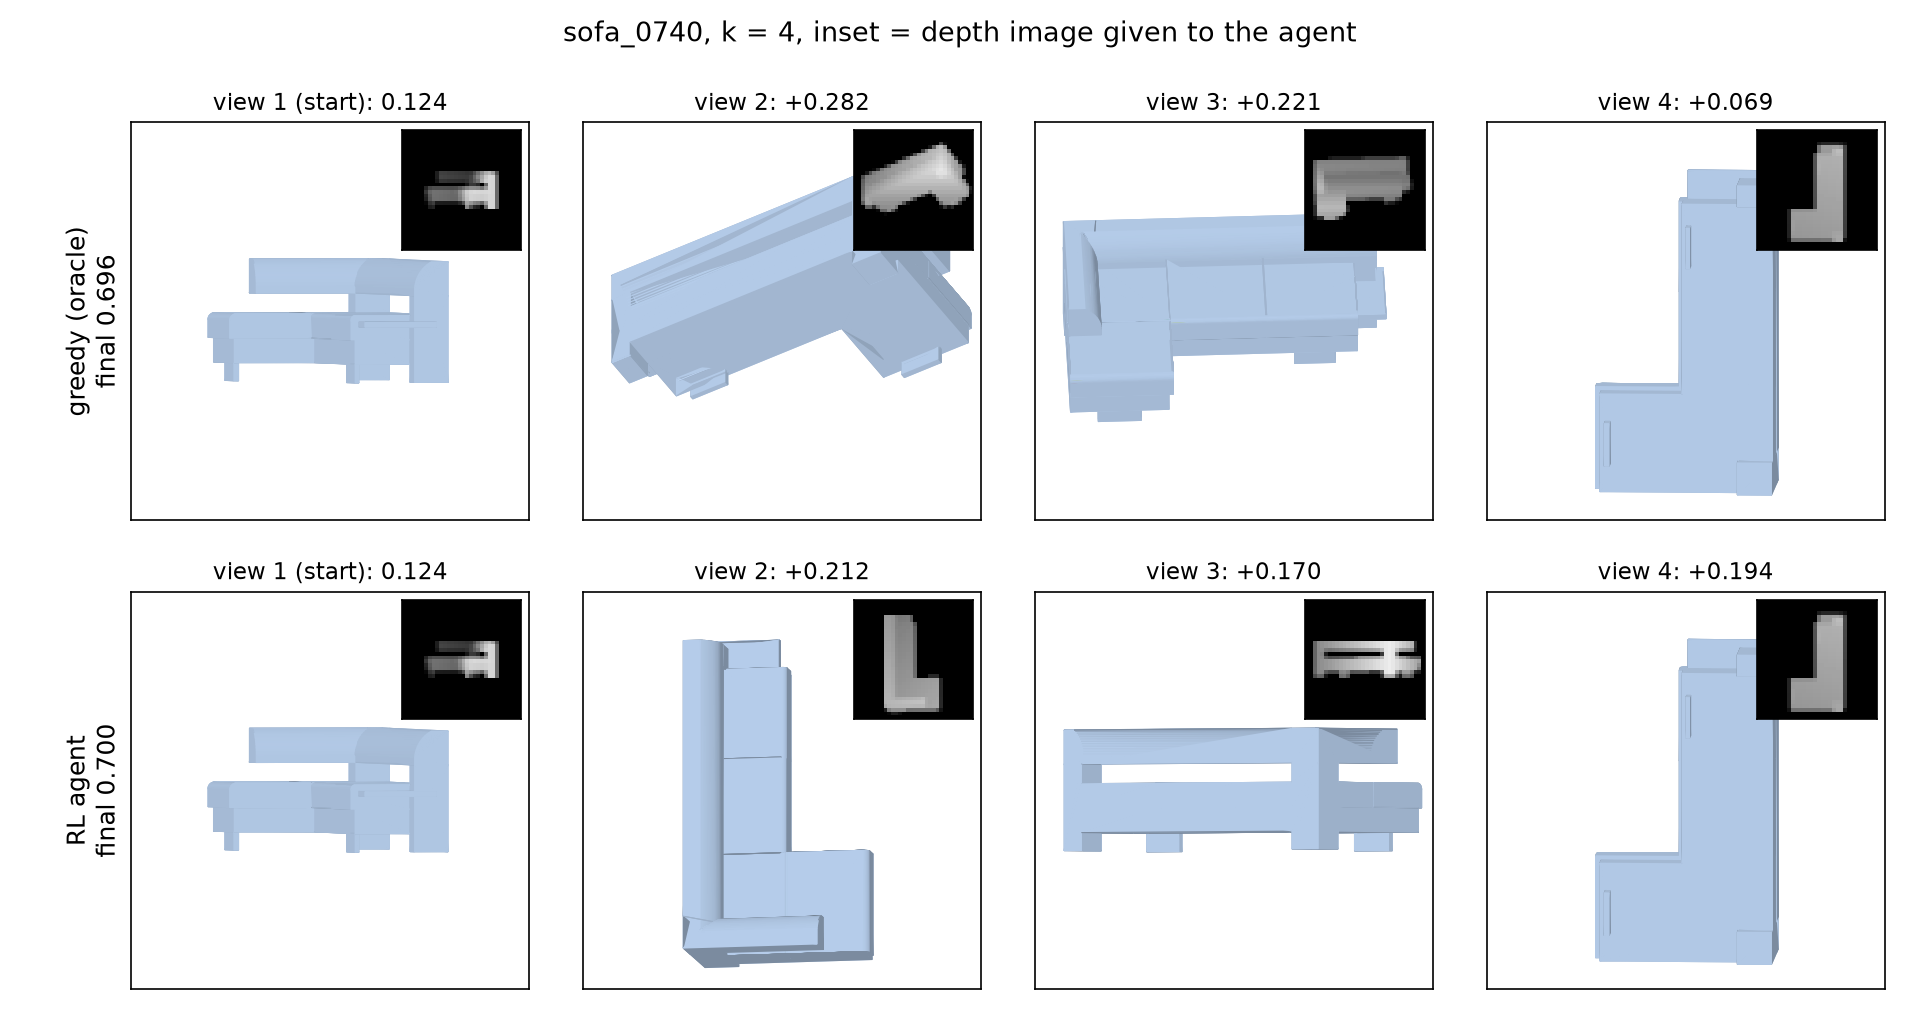 sofa_0740, k = 4, inset = depth image given to the agent
greedy (oracle)
final 0.696
view 1 (start): 0.124
view 2: +0.282
view 3: +0.221
view 4: +0.069
RL agent
final 0.700
view 1 (start): 0.124
view 2: +0.212
view 3: +0.170
view 4: +0.194